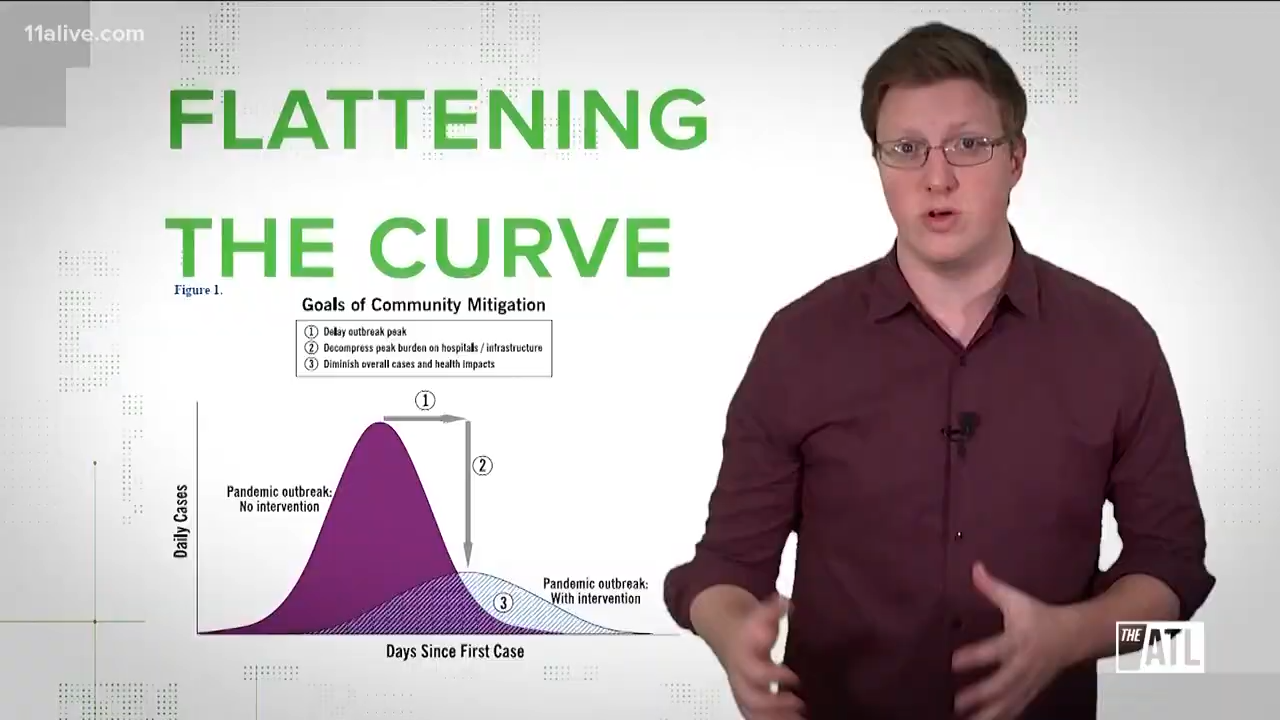 11alive.com
FLATTENING
THE CURVE
Figure 1.
Goals of Community Mitigation
① Delay outbreak peak
② Decompress peak burden on hospitals / infrastructure
③ Diminish overall cases and health impacts
①
②
Pandemic outbreak:
No intervention
Daily Cases
Pandemic outbreak:
With intervention
③
Days Since First Case
THE ATL